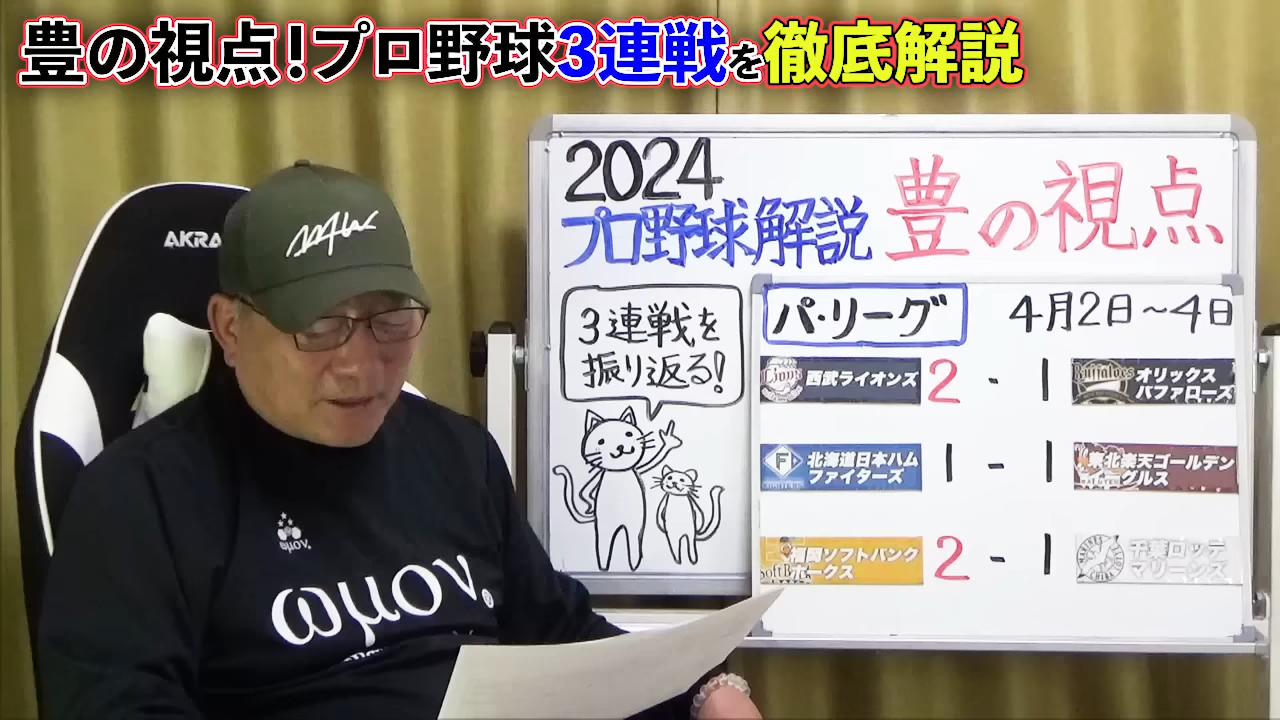 豊の視点!プロ野球3連戦を徹底解説
2024
プロ野球解説 豊の視点
3連戦を
振り返る!
パ・リーグ 4月2日~4日
西武ライオンズ 2 - 1 オリックス
バファローズ
北海道日本ハム
ファイターズ 1 - 1 東北楽天ゴールデン
イーグルス
福岡ソフトバンク
ホークス 2 - 1 千葉ロッテ
マリーンズ
Lions
Buffaloes
F
FIGHTERS
SoftB
AKRA
ωμον.
ωμον.